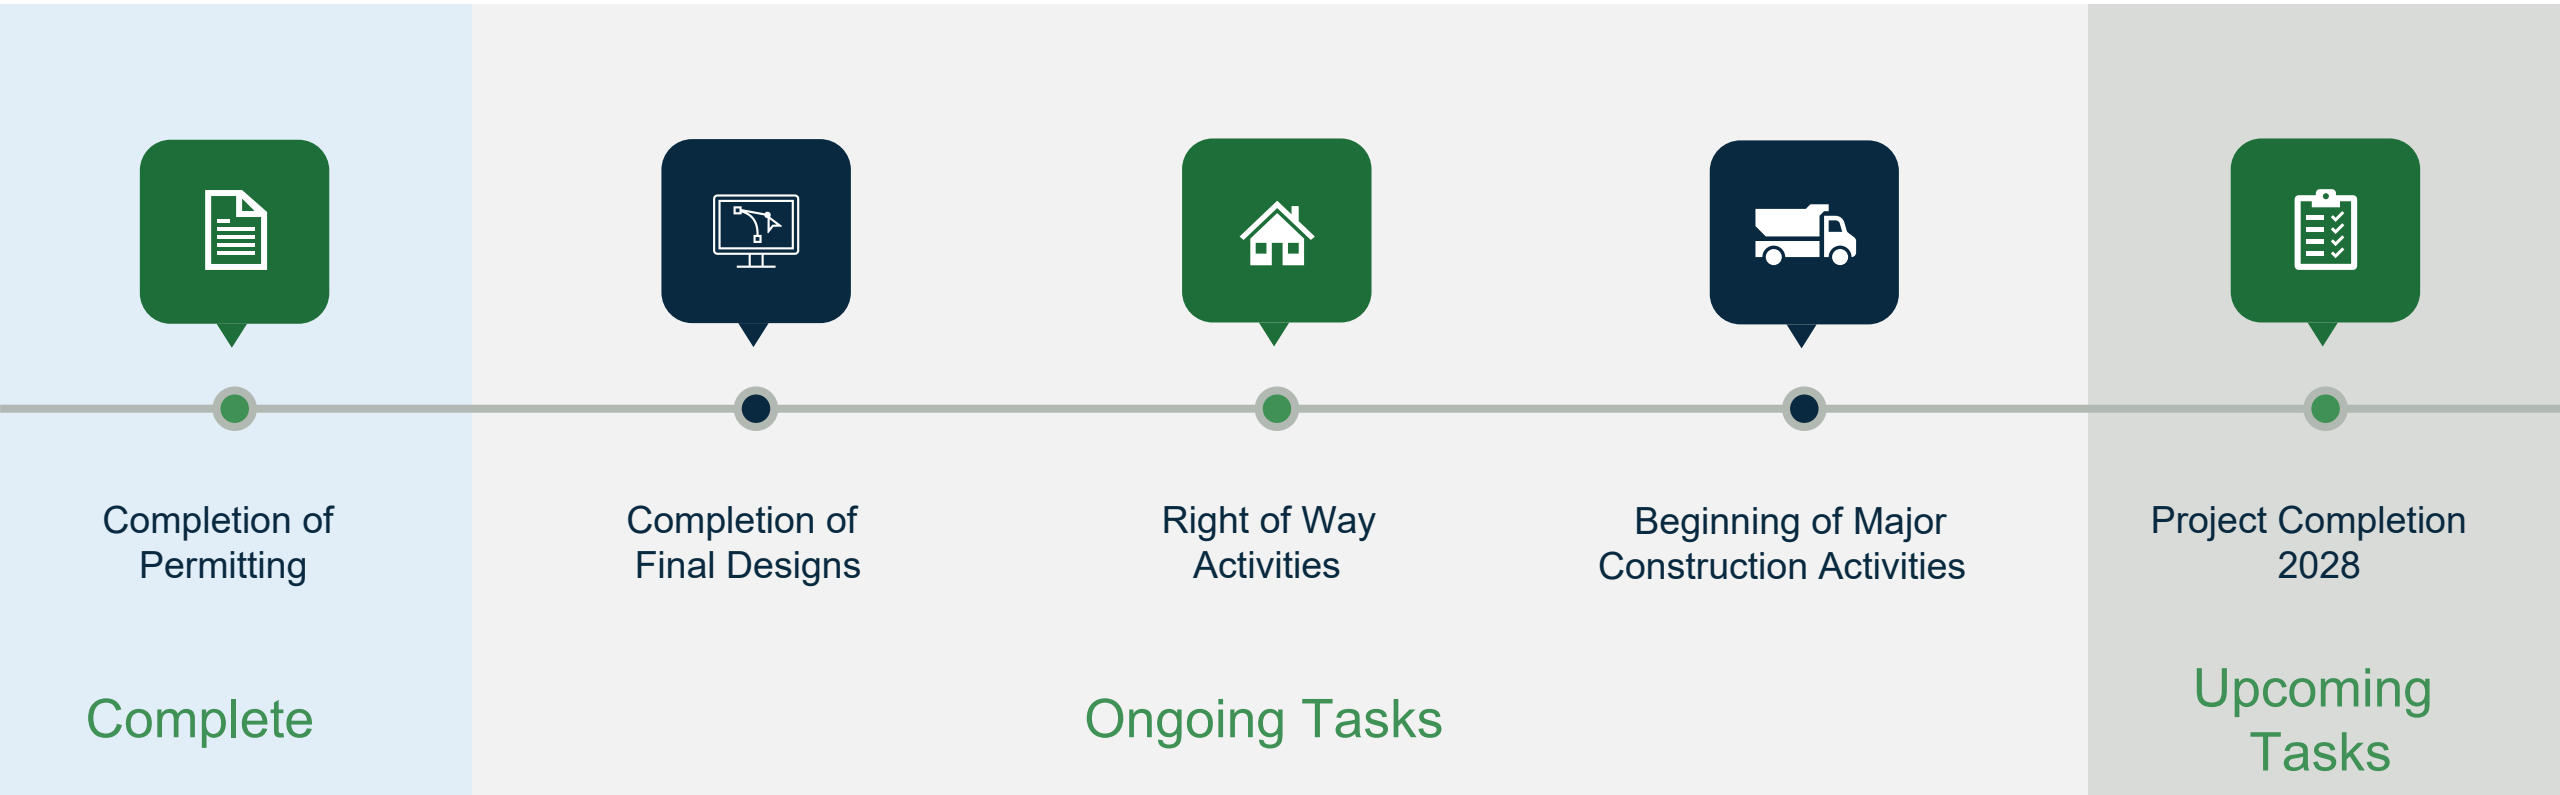 Completion of
Permitting
Completion of
Final Designs
Right of Way
Activities
Beginning of Major
Construction Activities
Project Completion
2028
Complete
Ongoing Tasks
Upcoming
Tasks